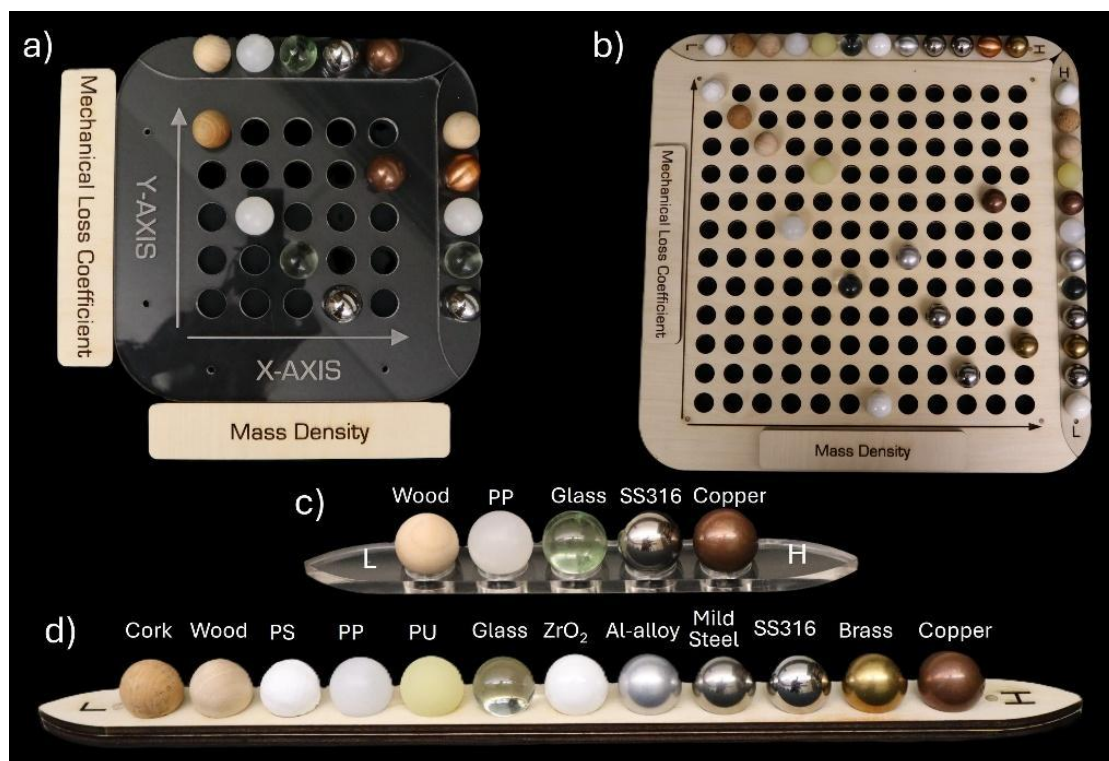 a)
Mechanical Loss Coefficient
Y-AXIS
X-AXIS
Mass Density
b)
L
H
H
Mechanical Loss Coefficient
Mass Density
L
c)
Wood PP Glass SS316 Copper
L
H
d)
Cork Wood PS PP PU Glass ZrO₂ Al-alloy Mild Steel SS316 Brass Copper
L
H